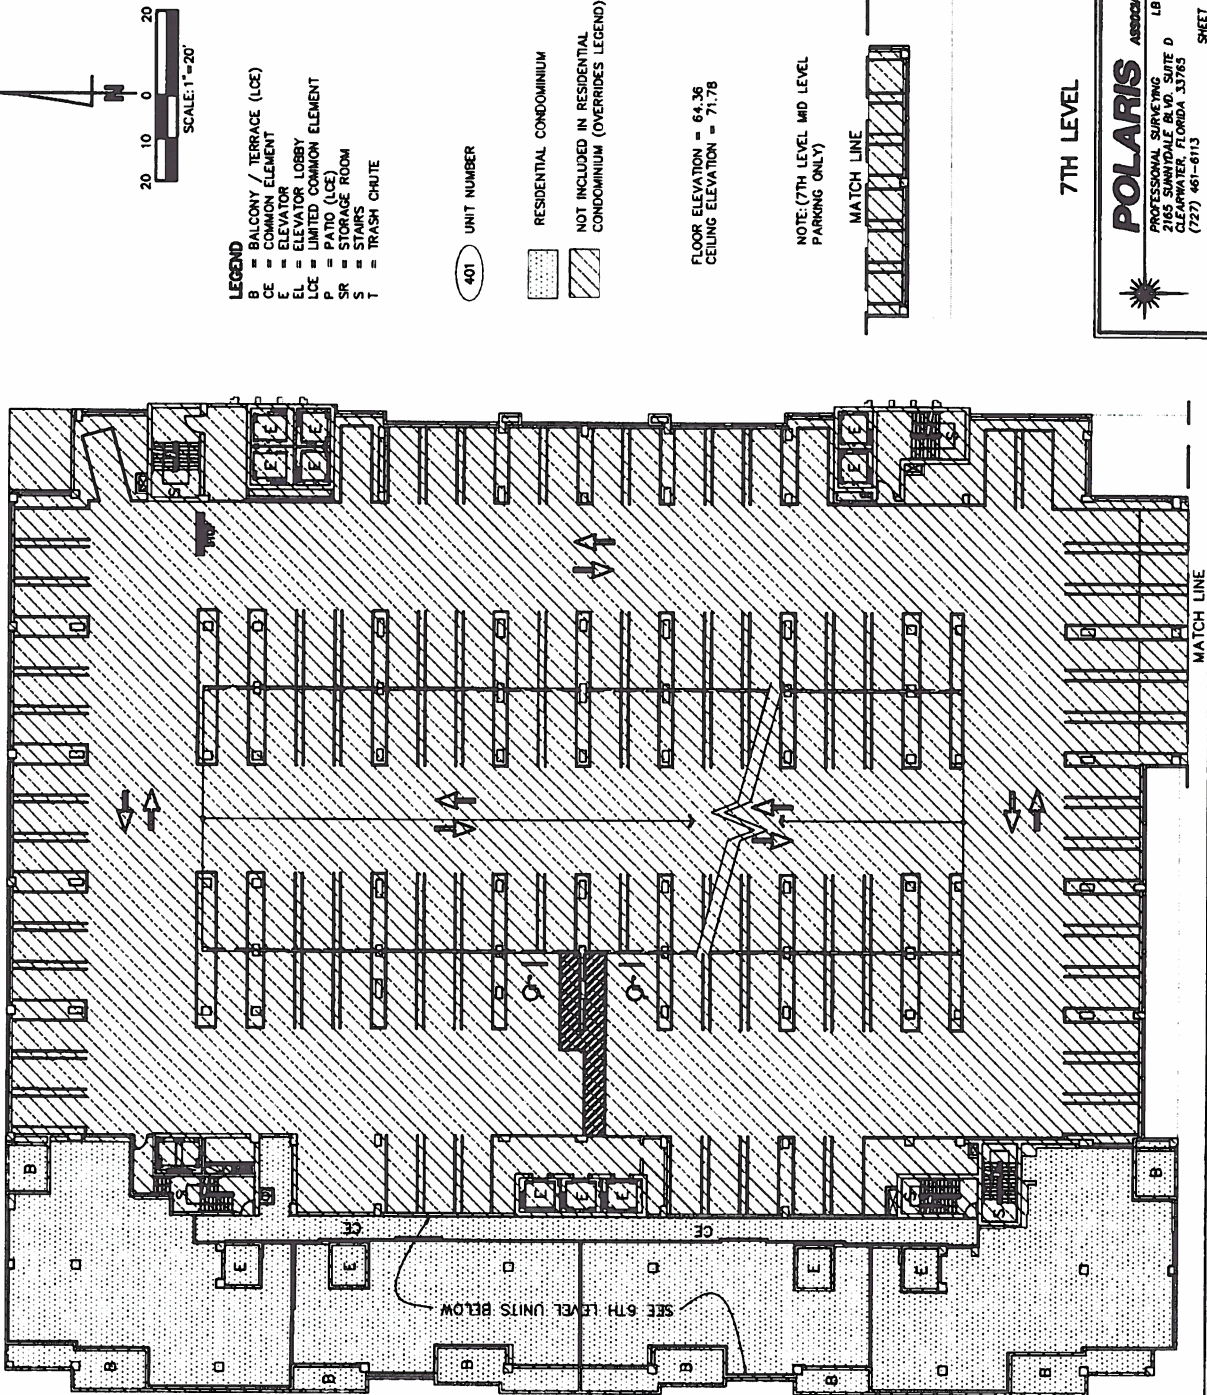 20 10 0 20
SCALE: 1"=20'
N
LEGEND
B = BALCONY / TERRACE (LCE)
CE = COMMON ELEMENT
E = ELEVATOR
EL = ELEVATOR LOBBY
LCE = LIMITED COMMON ELEMENT
P = PATIO (LCE)
SR = STORAGE ROOM
S = STAIRS
T = TRASH CHUTE
401 UNIT NUMBER
RESIDENTIAL CONDOMINIUM
NOT INCLUDED IN RESIDENTIAL
CONDOMINIUM (OVERRIDES LEGEND)
FLOOR ELEVATION = 64.36
CEILING ELEVATION = 71.78
NOTE:(7TH LEVEL MID LEVEL
PARKING ONLY)
MATCH LINE
7TH LEVEL
POLARIS
PROFESSIONAL SURVEYING
2165 SUNNYDALE BLVD. SUITE D
CLEARWATER, FLORIDA 33765
(727) 461-6113
LB
SHEET
S
E
E
E
E
E
E
S
MATCH LINE
B
S
CE
E
E
E
E
E
CE
S
S
E
E
B
SEE 6TH LEVEL UNITS BELOW
B
B
B
B
B
B